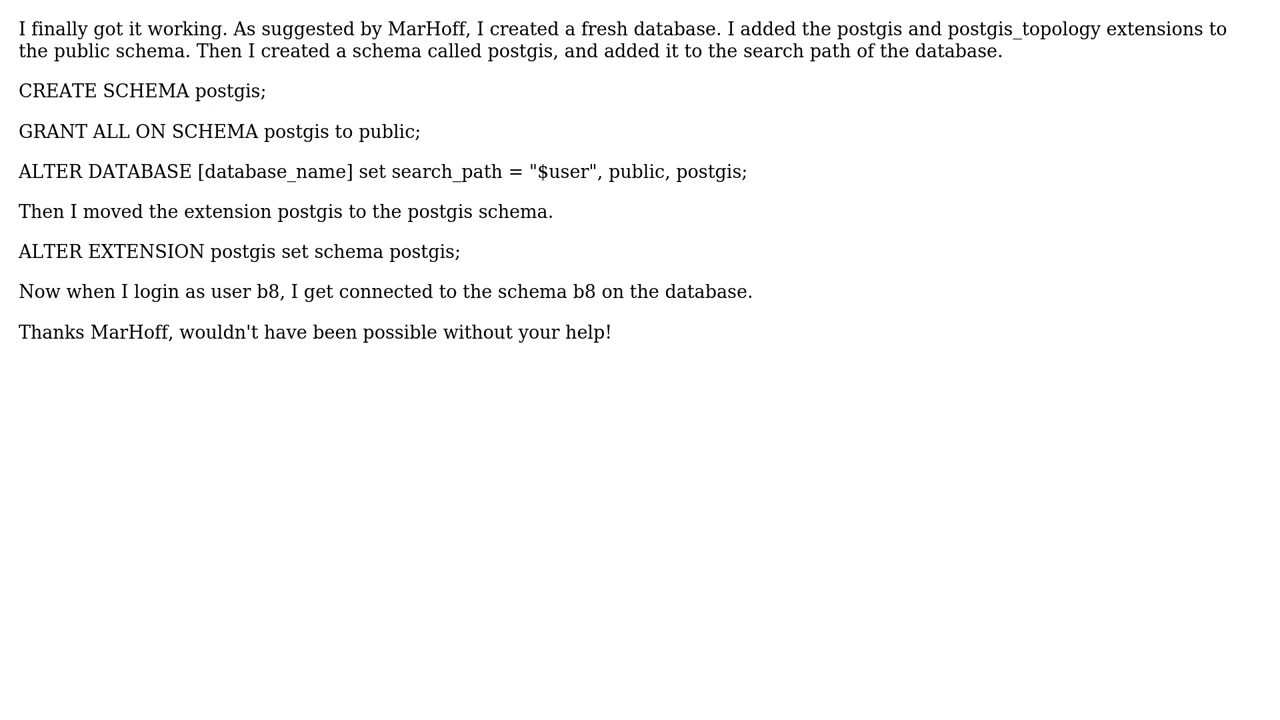 I finally got it working. As suggested by MarHoff, I created a fresh database. I added the postgis and postgis_topology extensions to
the public schema. Then I created a schema called postgis, and added it to the search path of the database.
CREATE SCHEMA postgis;
GRANT ALL ON SCHEMA postgis to public;
ALTER DATABASE [database_name] set search_path = "$user", public, postgis;
Then I moved the extension postgis to the postgis schema.
ALTER EXTENSION postgis set schema postgis;
Now when I login as user b8, I get connected to the schema b8 on the database.
Thanks MarHoff, wouldn't have been possible without your help!